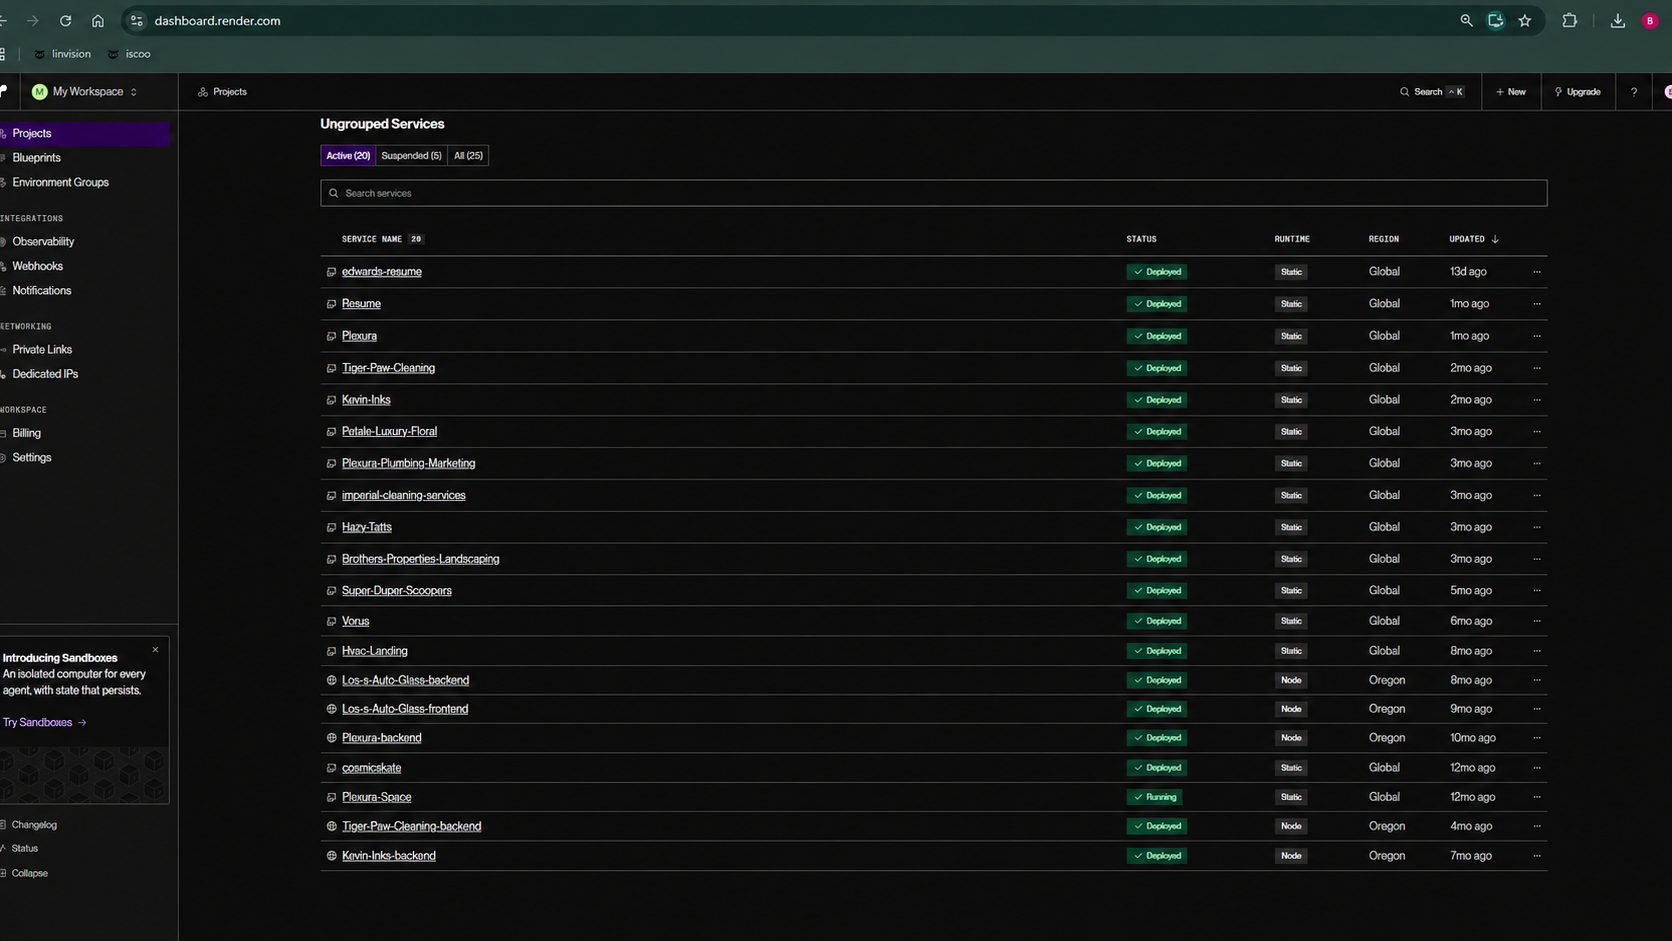 dashboard.render.com
B
linvision iscoo
M My Workspace
Projects
Search ^ K
+ New
Upgrade
?
Projects
Blueprints
Environment Groups
INTEGRATIONS
Observability
Webhooks
Notifications
NETWORKING
Private Links
Dedicated IPs
WORKSPACE
Billing
Settings
Introducing Sandboxes
An isolated computer for every
agent, with state that persists.
Try Sandboxes →
Changelog
Status
Collapse
Ungrouped Services
Active (20) Suspended (5) All (25)
Search services
SERVICE NAME 20 STATUS RUNTIME REGION UPDATED ↓
edwards-resume ✓ Deployed Static Global 13d ago ...
Resume ✓ Deployed Static Global 1mo ago ...
Plexura ✓ Deployed Static Global 1mo ago ...
Tiger-Paw-Cleaning ✓ Deployed Static Global 2mo ago ...
Kevin-Inks ✓ Deployed Static Global 2mo ago ...
Petale-Luxury-Floral ✓ Deployed Static Global 3mo ago ...
Plexura-Plumbing-Marketing ✓ Deployed Static Global 3mo ago ...
imperial-cleaning-services ✓ Deployed Static Global 3mo ago ...
Hazy-Tatts ✓ Deployed Static Global 3mo ago ...
Brothers-Properties-Landscaping ✓ Deployed Static Global 3mo ago ...
Super-Duper-Scoopers ✓ Deployed Static Global 5mo ago ...
Vorus ✓ Deployed Static Global 6mo ago ...
Hvac-Landing ✓ Deployed Static Global 8mo ago ...
Los-s-Auto-Glass-backend ✓ Deployed Node Oregon 8mo ago ...
Los-s-Auto-Glass-frontend ✓ Deployed Node Oregon 9mo ago ...
Plexura-backend ✓ Deployed Node Oregon 10mo ago ...
cosmicskate ✓ Deployed Static Global 12mo ago ...
Plexura-Space ✓ Running Static Global 12mo ago ...
Tiger-Paw-Cleaning-backend ✓ Deployed Node Oregon 4mo ago ...
Kevin-Inks-backend ✓ Deployed Node Oregon 7mo ago ...